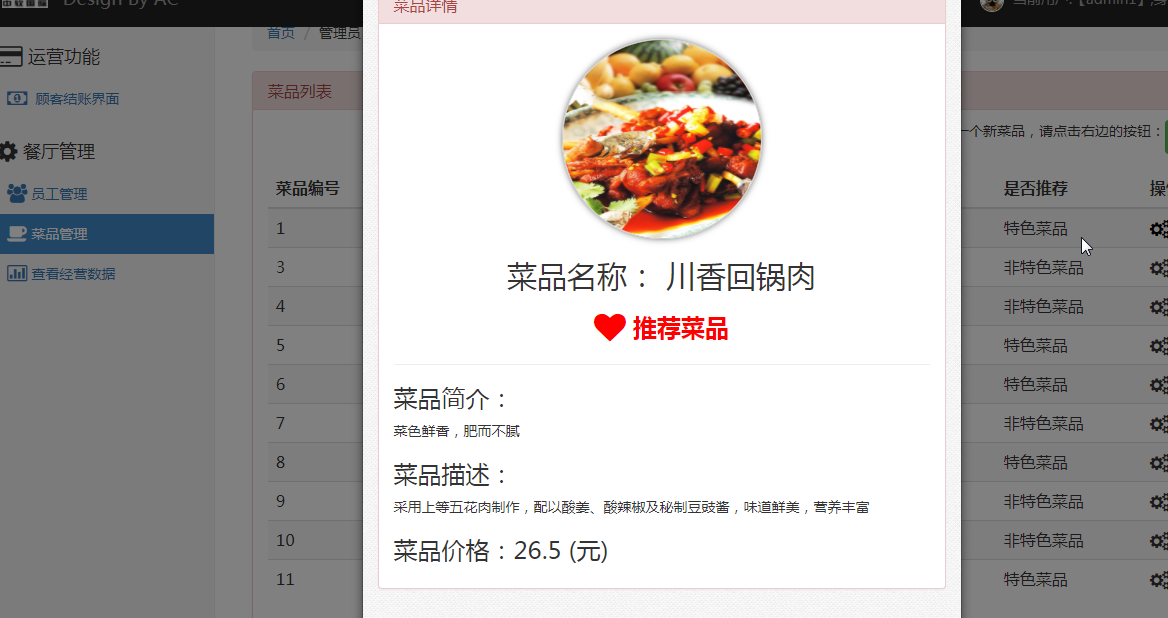 Design By AC
当前用户:【admin1】,身
运营功能
顾客结账界面
餐厅管理
员工管理
菜品管理
查看经营数据
首页 / 管理员
菜品列表
一个新菜品，请点击右边的按钮：
菜品编号
是否推荐
操作
1
特色菜品
3
非特色菜品
4
非特色菜品
5
特色菜品
6
特色菜品
7
非特色菜品
8
特色菜品
9
非特色菜品
10
非特色菜品
11
特色菜品
菜品详情
菜品名称： 川香回锅肉
推荐菜品
菜品简介：
菜色鲜香，肥而不腻
菜品描述：
采用上等五花肉制作，配以酸姜、酸辣椒及秘制豆豉酱，味道鲜美，营养丰富
菜品价格：26.5 (元)